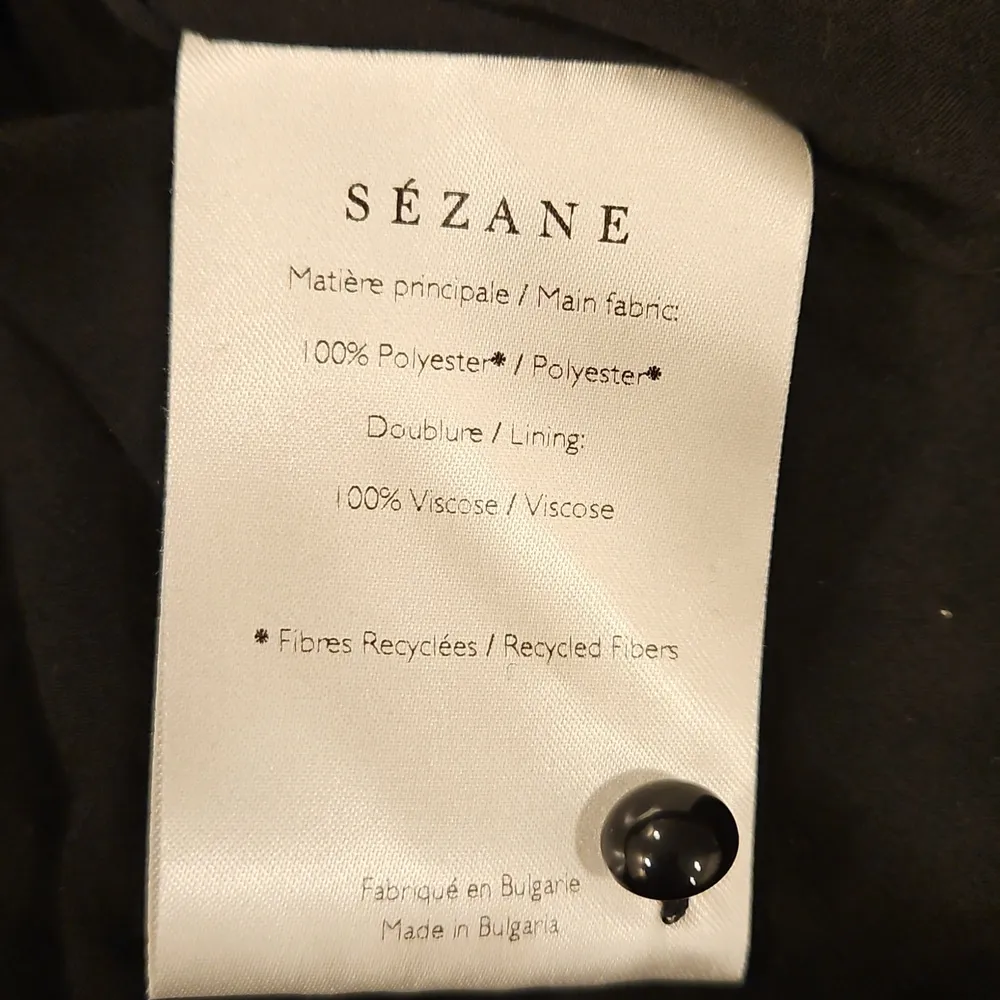 SÉZANE
Matière principale / Main fabric:
100% Polyester* / Polyester*
Doublure / Lining:
100% Viscose / Viscose
* Fibres Recyclées / Recycled Fibers
Fabriqué en Bulgarie
Made in Bulgaria